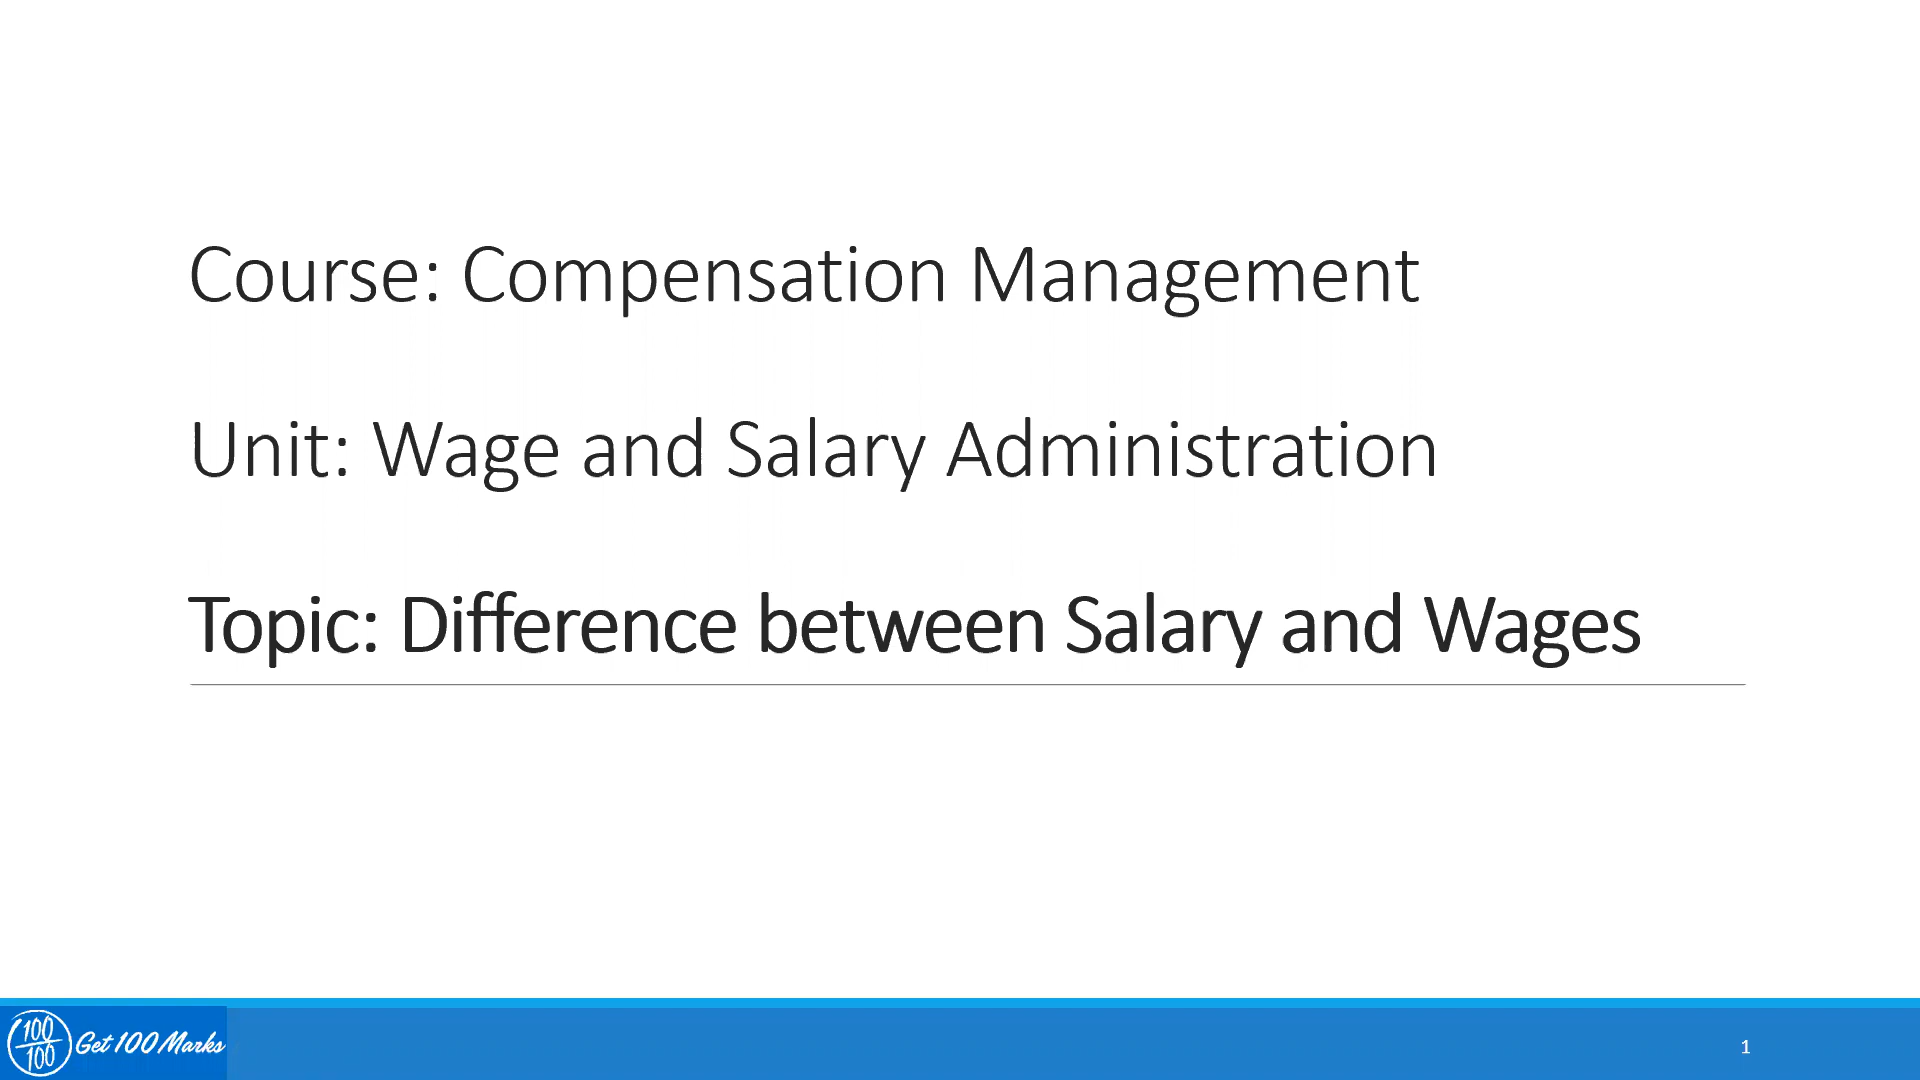 Course: Compensation Management
Unit: Wage and Salary Administration
Topic: Difference between Salary and Wages
100
100
Get 100 Marks
1